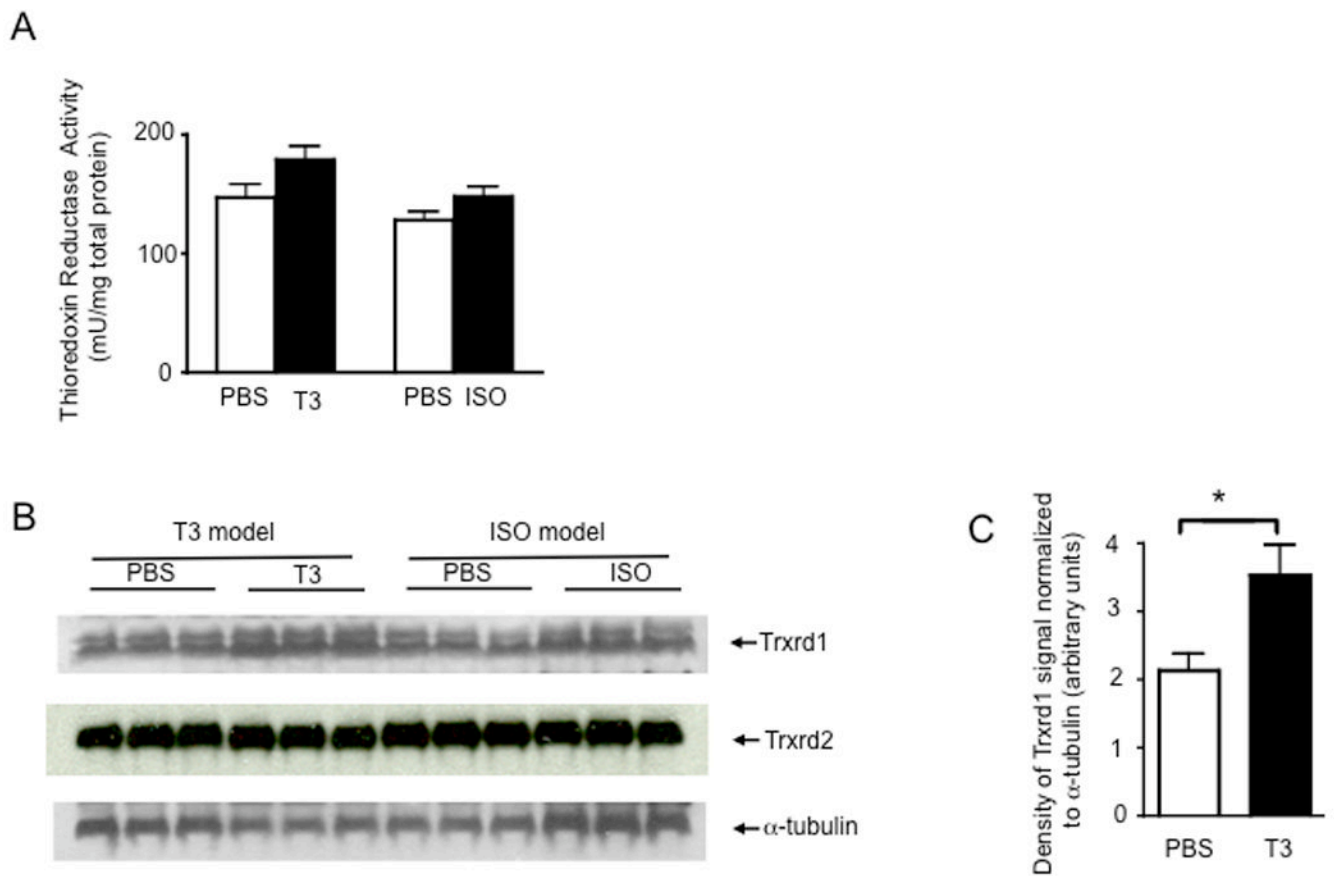 A
Thioredoxin Reductase Activity
(mU/mg total protein)
200
100
0
PBS T3 PBS ISO
B
T3 model ISO model
PBS T3 PBS ISO
Trxrd1
Trxrd2
α-tubulin
C
Density of Trxrd1 signal normalized
to α-tubulin (arbitrary units)
*
4
3
2
1
0
PBS T3